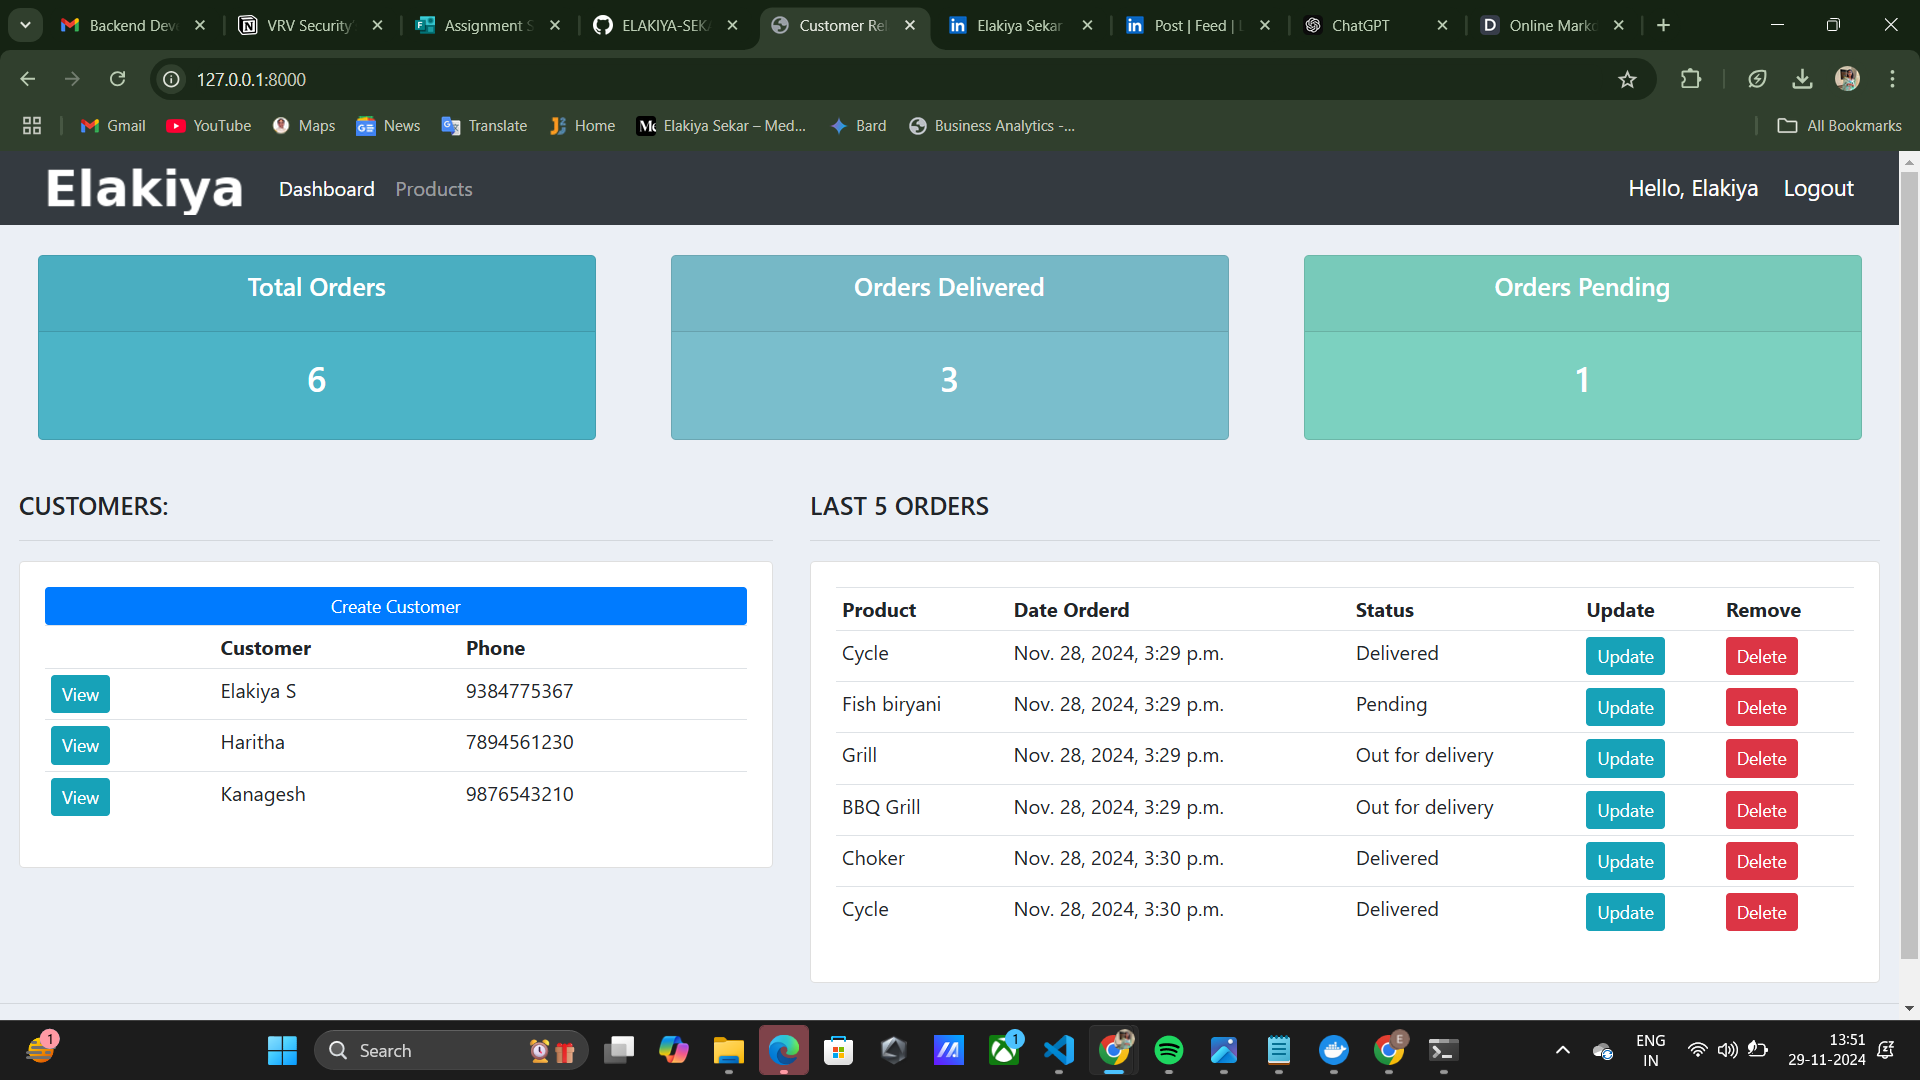 Backend Deve
VRV Security'
Assignment S
ELAKIYA-SEKA
Customer Rel
Elakiya Sekar
Post | Feed | L
ChatGPT
Online Markd
127.0.0.1:8000
Gmail
YouTube
Maps
News
Translate
Home
Elakiya Sekar – Med...
Bard
Business Analytics -...
All Bookmarks
Elakiya
Dashboard
Products
Hello, Elakiya
Logout
Total Orders
6
Orders Delivered
3
Orders Pending
1
CUSTOMERS:
Create Customer
Customer Phone
View Elakiya S 9384775367
View Haritha 7894561230
View Kanagesh 9876543210
LAST 5 ORDERS
Product Date Orderd Status Update Remove
Cycle Nov. 28, 2024, 3:29 p.m. Delivered Update Delete
Fish biryani Nov. 28, 2024, 3:29 p.m. Pending Update Delete
Grill Nov. 28, 2024, 3:29 p.m. Out for delivery Update Delete
BBQ Grill Nov. 28, 2024, 3:29 p.m. Out for delivery Update Delete
Choker Nov. 28, 2024, 3:30 p.m. Delivered Update Delete
Cycle Nov. 28, 2024, 3:30 p.m. Delivered Update Delete
1
Search
1
E
ENG
IN
13:51
29-11-2024